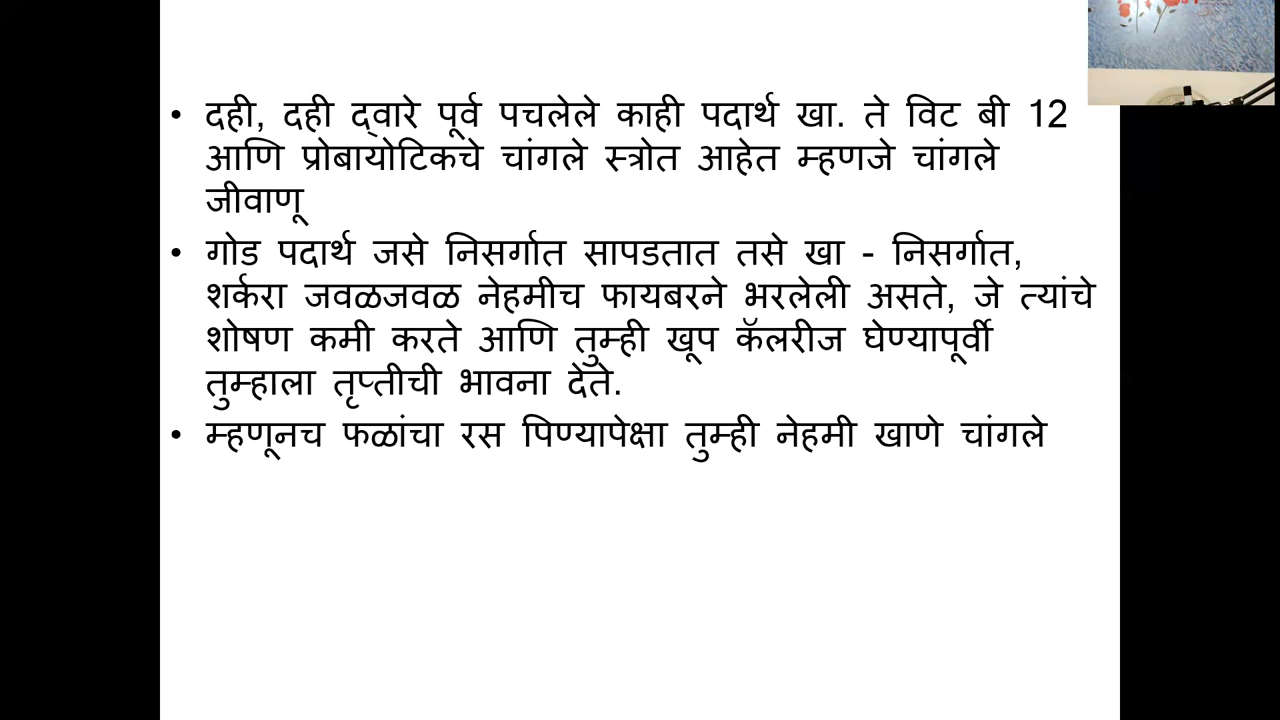 • दही, दही द्वारे पूर्व पचलेले काही पदार्थ खा. ते विट बी 12
आणि प्रोबायोटिकचे चांगले स्त्रोत आहेत म्हणजे चांगले
जीवाणू
• गोड पदार्थ जसे निसर्गात सापडतात तसे खा - निसर्गात,
शर्करा जवळजवळ नेहमीच फायबरने भरलेली असते, जे त्यांचे
शोषण कमी करते आणि तुम्ही खूप कॅलरीज घेण्यापूर्वी
तुम्हाला तृप्तीची भावना देते.
• म्हणूनच फळांचा रस पिण्यापेक्षा तुम्ही नेहमी खाणे चांगले